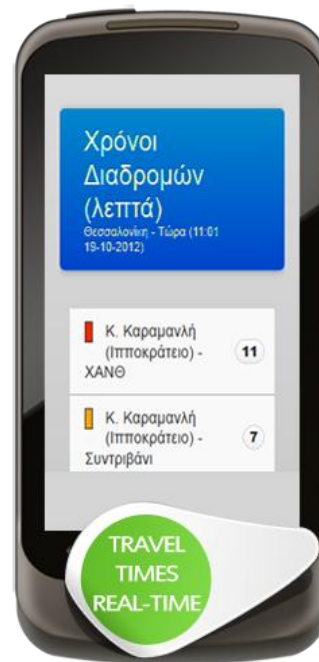 Χρόνοι
Διαδρομών
(λεπτά)
Θεσσαλονίκη - Τώρα (11:01
19-10-2012)
Κ. Καραμανλή
(Ιπποκράτειο) - 11
ΧΑΝΘ
Κ. Καραμανλή
(Ιπποκράτειο) - 7
Συντριβάνι
TRAVEL
TIMES
REAL-TIME